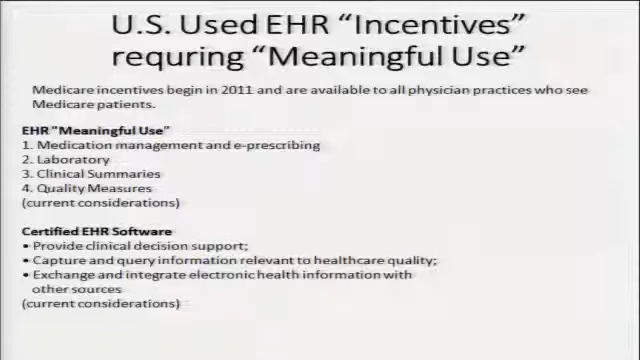 U.S. Used EHR “Incentives”
requring “Meaningful Use”
Medicare incentives begin in 2011 and are available to all physician practices who see
Medicare patients.
EHR “Meaningful Use”
1. Medication management and e-prescribing
2. Laboratory
3. Clinical Summaries
4. Quality Measures
(current considerations)
Certified EHR Software
• Provide clinical decision support;
• Capture and query information relevant to healthcare quality;
• Exchange and integrate electronic health information with
other sources
(current considerations)